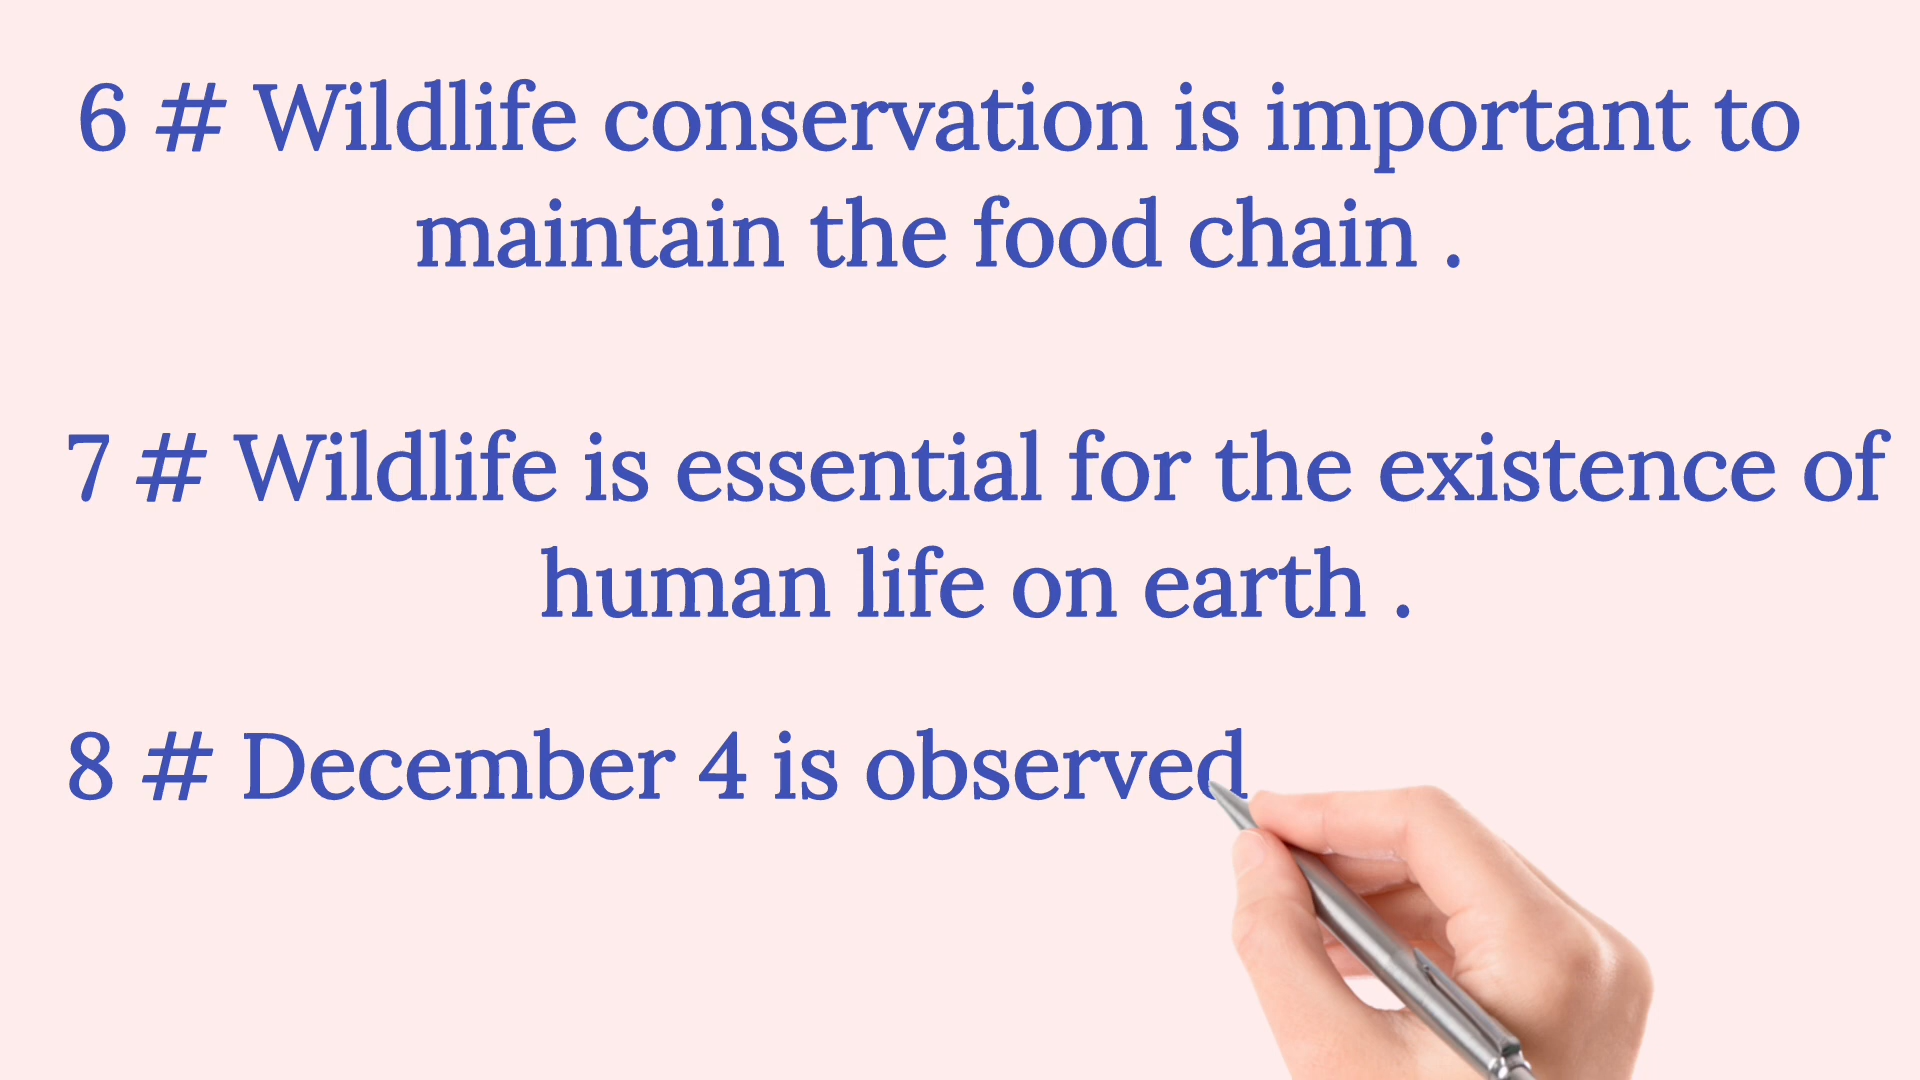 6 # Wildlife conservation is important to
maintain the food chain .
7 # Wildlife is essential for the existence of
human life on earth .
8 # December 4 is observed